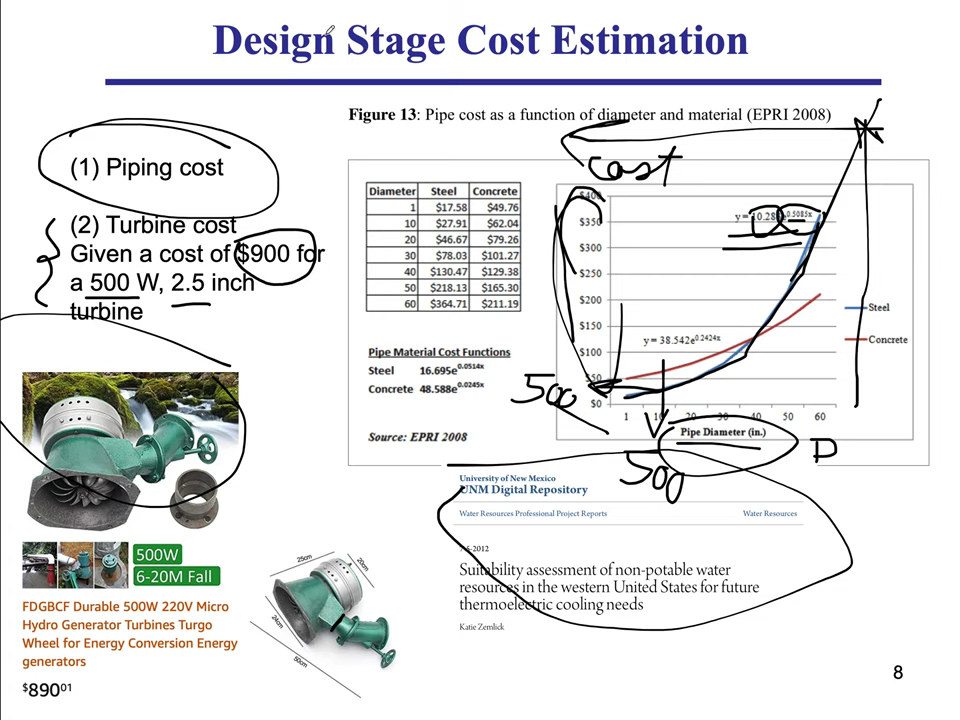 Design Stage Cost Estimation
(1) Piping cost
(2) Turbine cost
Given a cost of $900 for
a 500 W, 2.5 inch
turbine
500W
6-20M Fall
FDGBCF Durable 500W 220V Micro
Hydro Generator Turbines Turgo
Wheel for Energy Conversion Energy
generators
$89001
25cm
20cm
24cm
50cm
Figure 13: Pipe cost as a function of diameter and material (EPRI 2008)
cost
Diameter Steel Concrete
1 $17.58 $49.76
10 $27.91 $62.04
20 $46.67 $79.26
30 $78.03 $101.27
40 $130.47 $129.38
50 $218.13 $165.30
60 $364.71 $211.19
Pipe Material Cost Functions
Steel 16.695e0.0514x
Concrete 48.588e0.0245x
Source: EPRI 2008
$400
$350
$300
$250
$200
$150
$100
$50
$0
0.5085x
y = 38.542e0.2424x
Steel
Concrete
1 10 20 30 40 50 60
Pipe Diameter (in.)
500
500
D
University of New Mexico
UNM Digital Repository
Water Resources Professional Project Reports Water Resources
-2012
Suitability assessment of non-potable water
resources in the western United States for future
thermoelectric cooling needs
Katie Zemlick
8